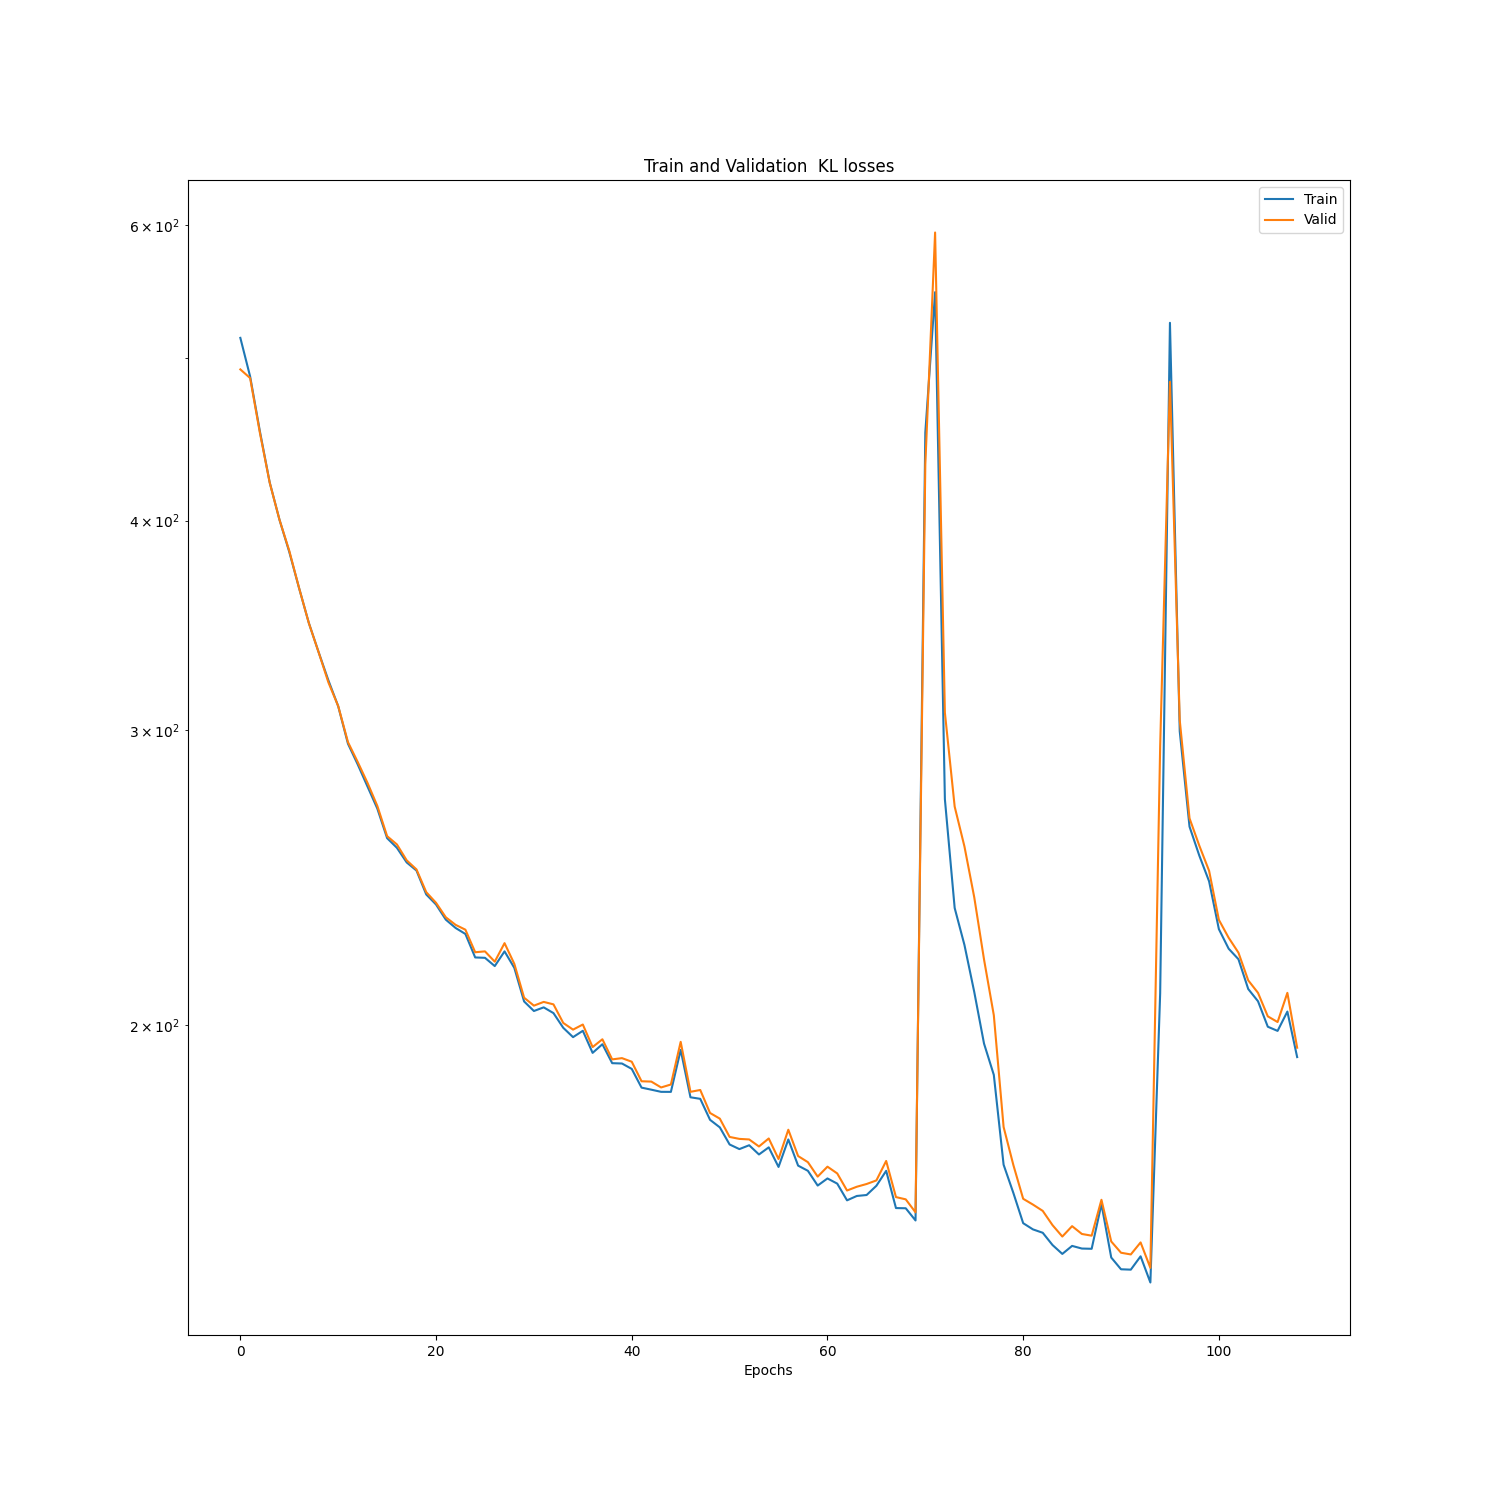 Train and Validation  KL losses
Train
Valid
6 × 10²
4 × 10²
3 × 10²
2 × 10²
0 20 40 60 80 100
Epochs